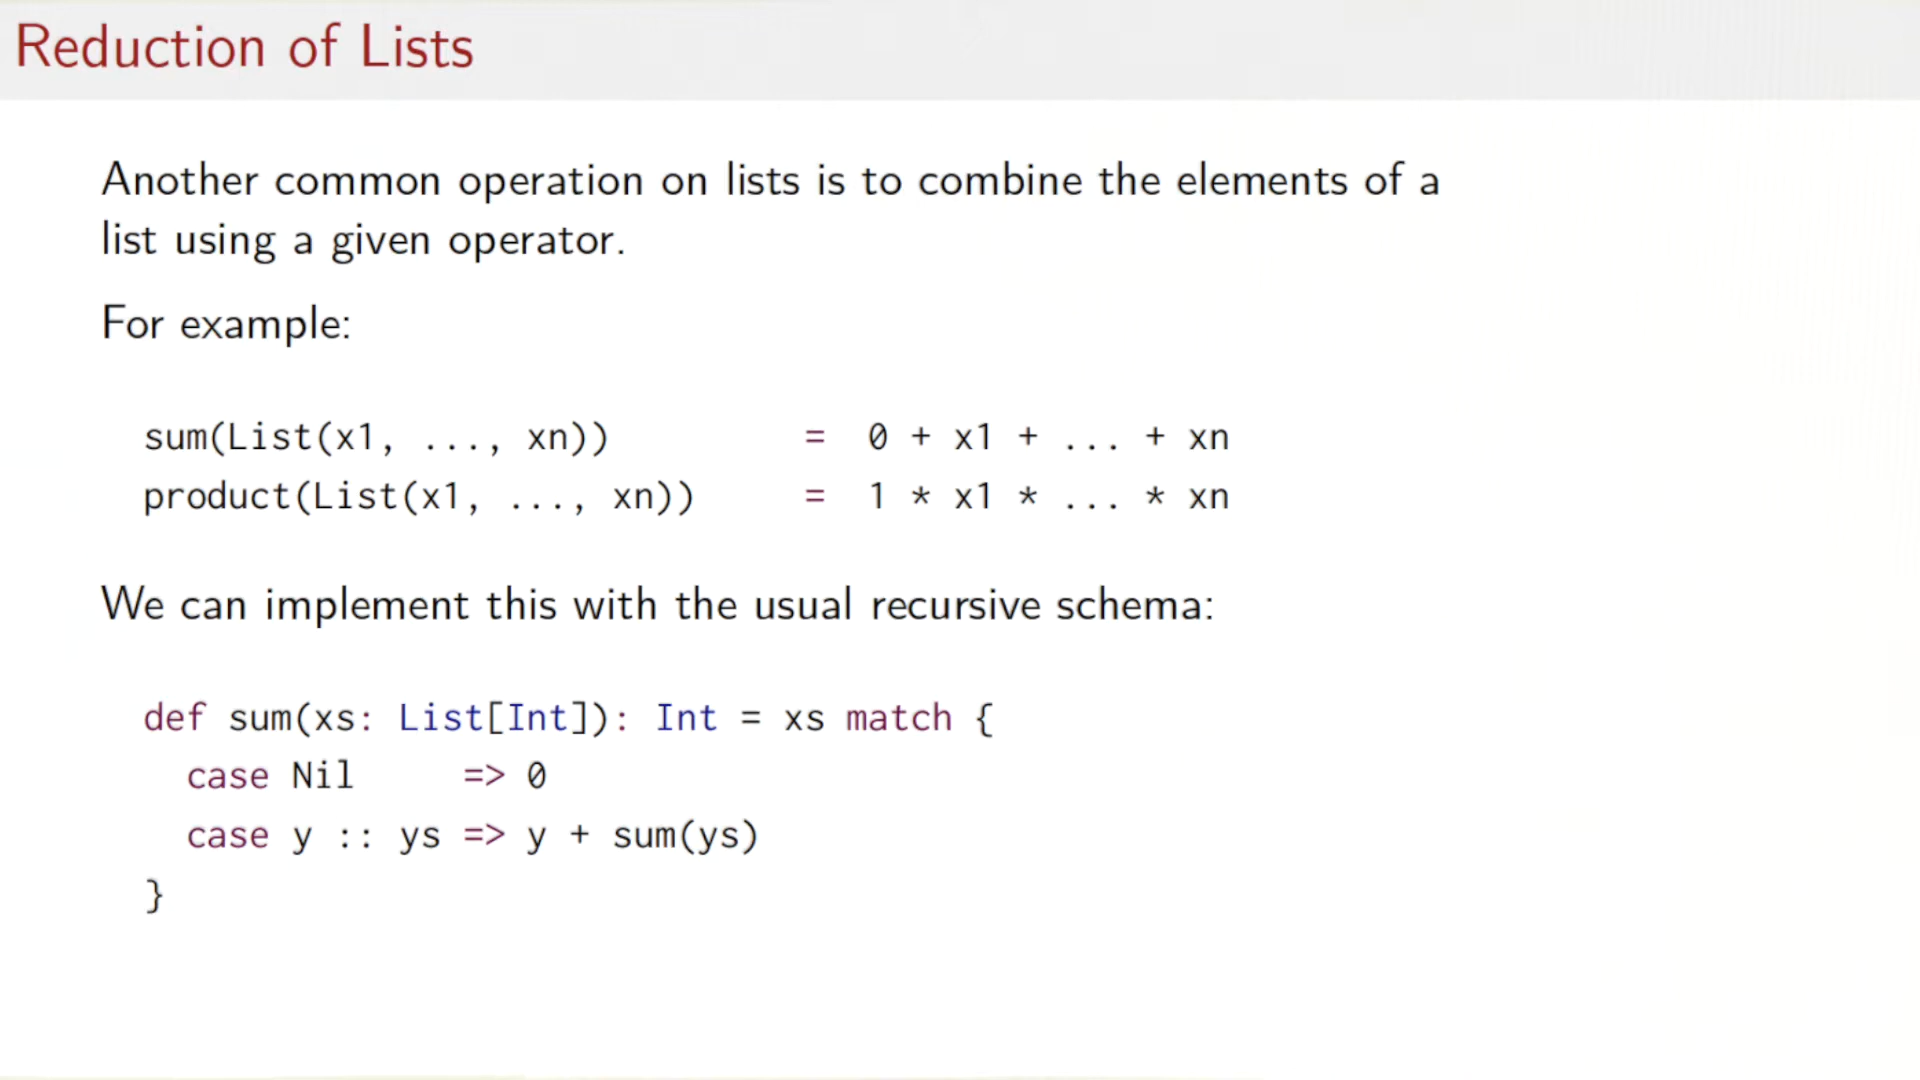 Reduction of Lists
Another common operation on lists is to combine the elements of a
list using a given operator.
For example:
sum(List(x1, ..., xn)) = 0 + x1 + ... + xn
product(List(x1, ..., xn)) = 1 * x1 * ... * xn
We can implement this with the usual recursive schema:
def sum(xs: List[Int]): Int = xs match {
  case Nil     => 0
  case y :: ys => y + sum(ys)
}